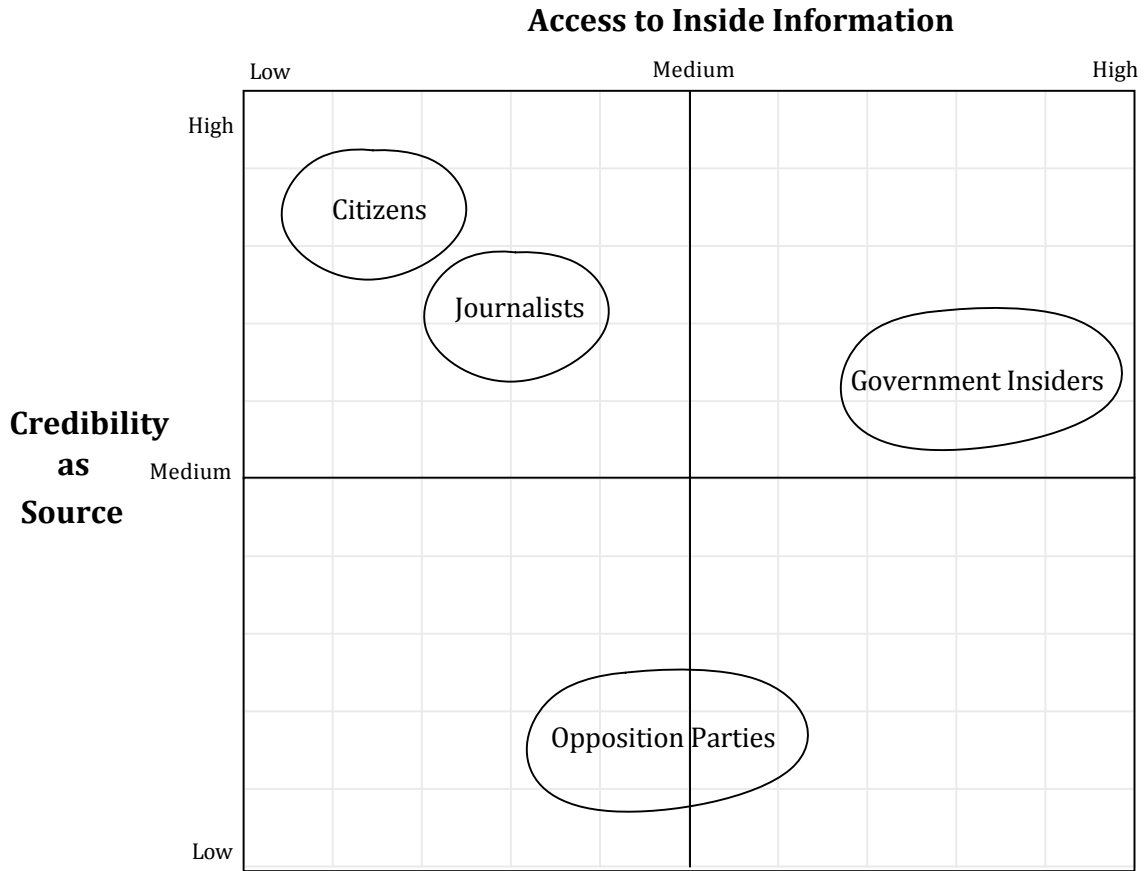 Access to Inside Information
Low
Medium
High
High
Citizens
Journalists
Government Insiders
Credibility
as
Source
Medium
Opposition Parties
Low